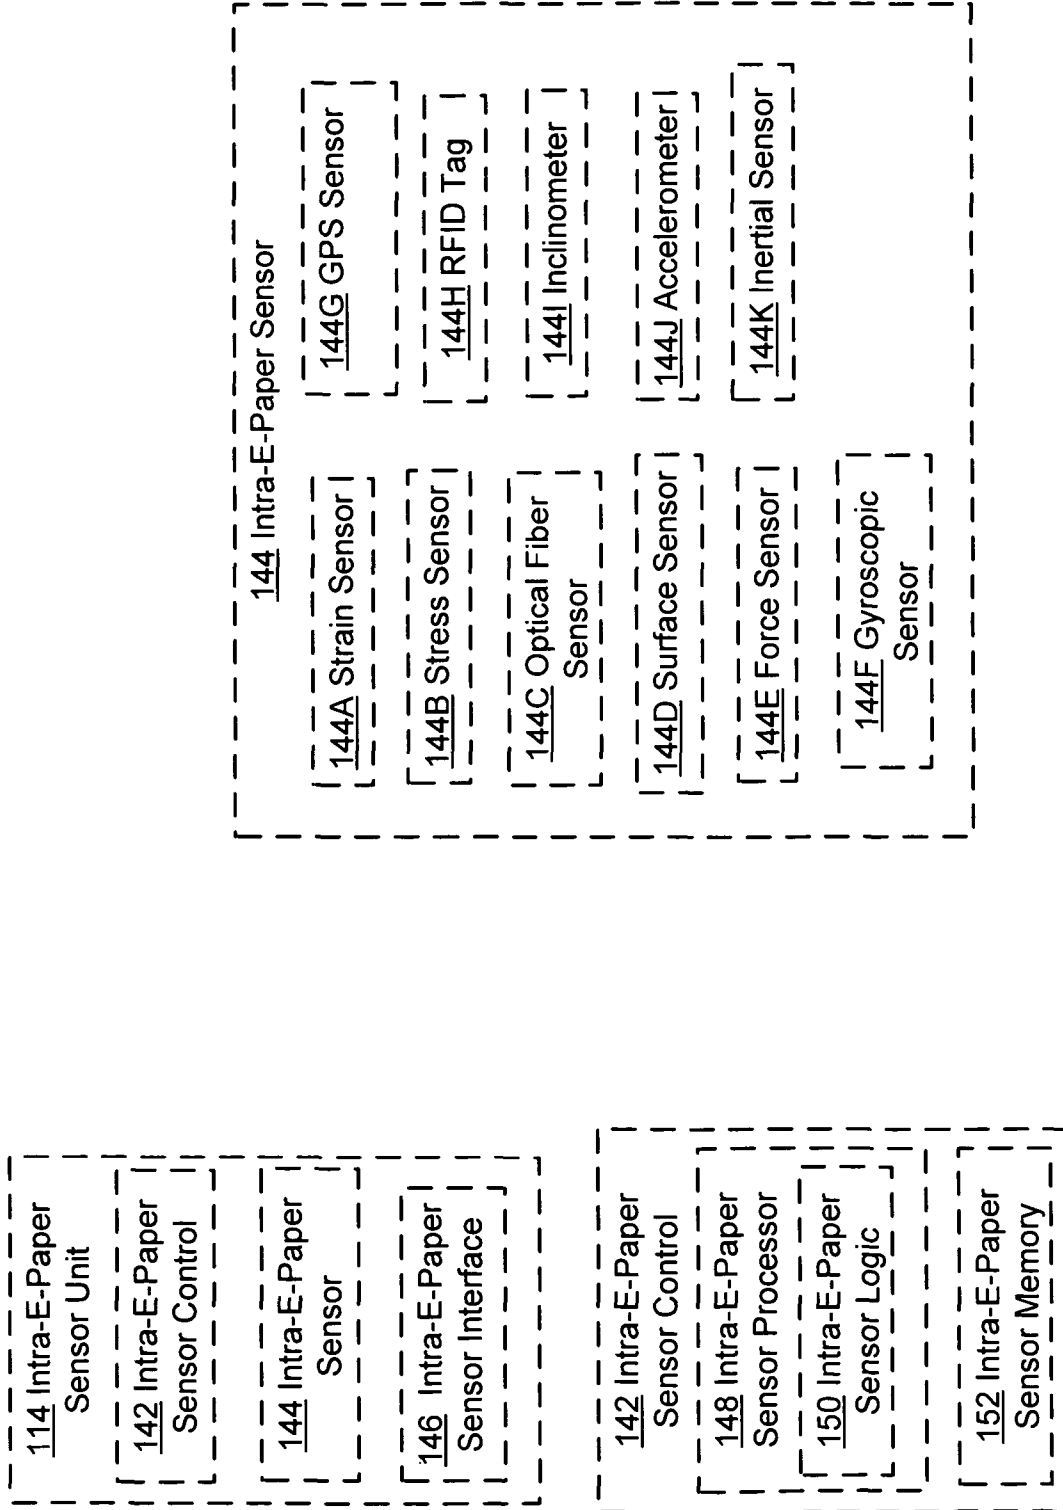 114 Intra-E-Paper
Sensor Unit
142 Intra-E-Paper
Sensor Control
144 Intra-E-Paper
Sensor
146 Intra-E-Paper
Sensor Interface
142 Intra-E-Paper
Sensor Control
148 Intra-E-Paper
Sensor Processor
150 Intra-E-Paper
Sensor Logic
152 Intra-E-Paper
Sensor Memory
144 Intra-E-Paper Sensor
144A Strain Sensor
144B Stress Sensor
144C Optical Fiber
Sensor
144D Surface Sensor
144E Force Sensor
144F Gyroscopic
Sensor
144G GPS Sensor
144H RFID Tag
144I Inclinometer
144J Accelerometer
144K Inertial Sensor